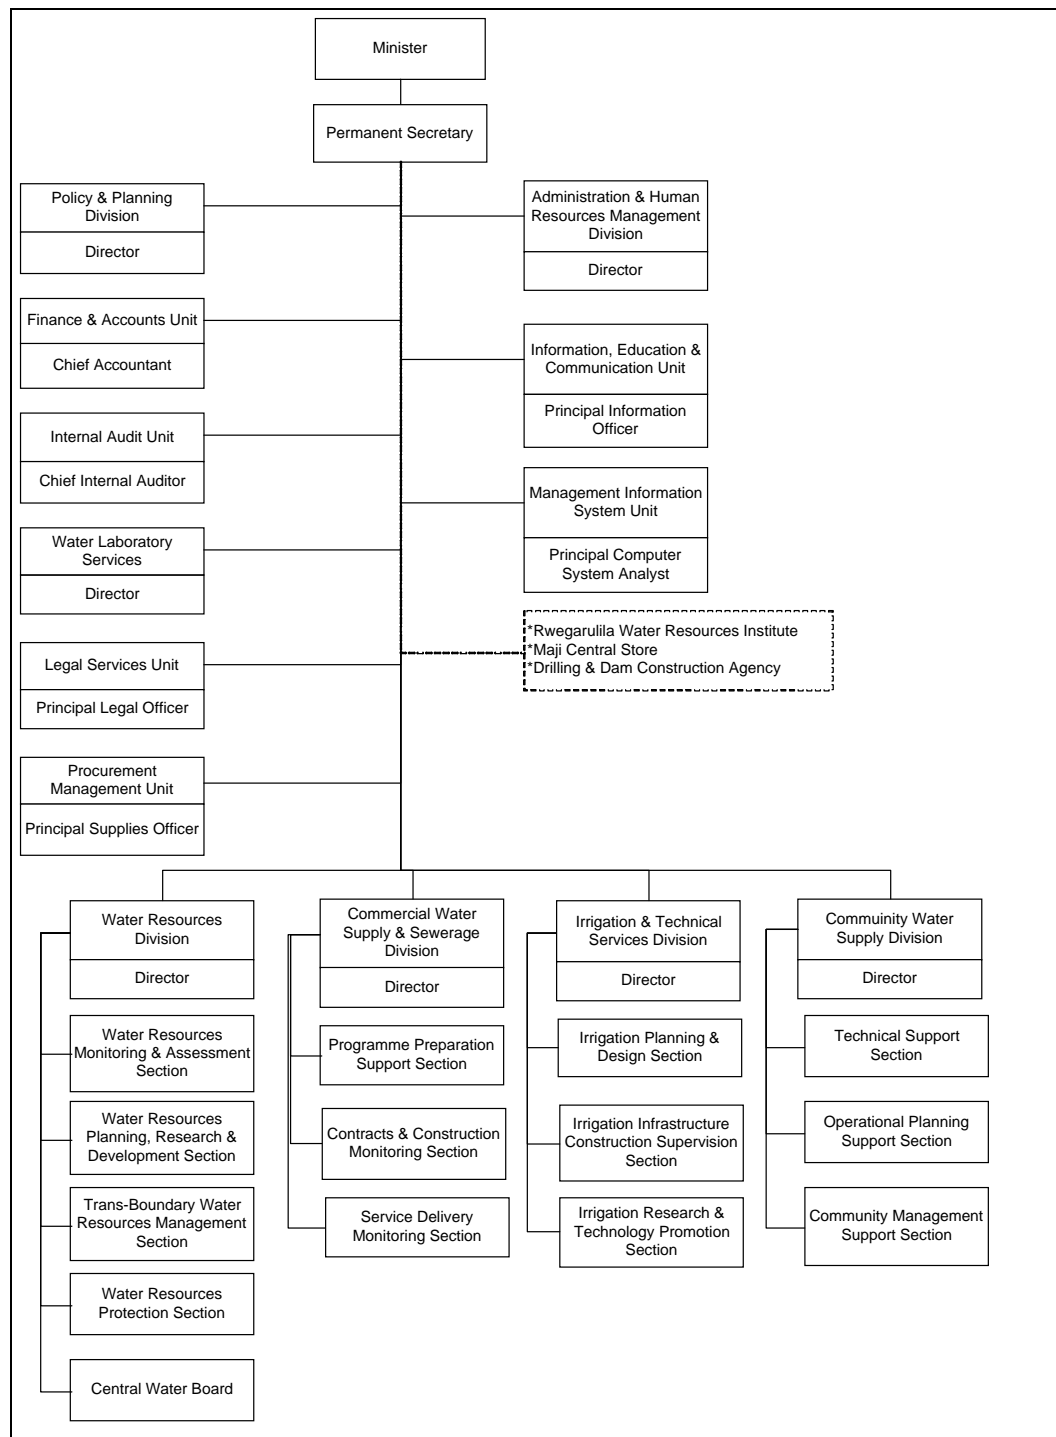 Minister
Permanent Secretary
Policy & Planning
Division
Director
Administration & Human
Resources Management
Division
Director
Finance & Accounts Unit
Chief Accountant
Information, Education &
Communication Unit
Principal Information
Officer
Internal Audit Unit
Chief Internal Auditor
Management Information
System Unit
Principal Computer
System Analyst
Water Laboratory
Services
Director
*Rwegarulila Water Resources Institute
*Maji Central Store
*Drilling & Dam Construction Agency
Legal Services Unit
Principal Legal Officer
Procurement
Management Unit
Principal Supplies Officer
Water Resources
Division
Director
Water Resources
Monitoring & Assessment
Section
Water Resources
Planning, Research &
Development Section
Trans-Boundary Water
Resources Management
Section
Water Resources
Protection Section
Central Water Board
Commercial Water
Supply & Sewerage
Division
Director
Programme Preparation
Support Section
Contracts & Construction
Monitoring Section
Service Delivery
Monitoring Section
Irrigation & Technical
Services Division
Director
Irrigation Planning &
Design Section
Irrigation Infrastructure
Construction Supervision
Section
Irrigation Research &
Technology Promotion
Section
Commuinity Water
Supply Division
Director
Technical Support
Section
Operational Planning
Support Section
Community Management
Support Section